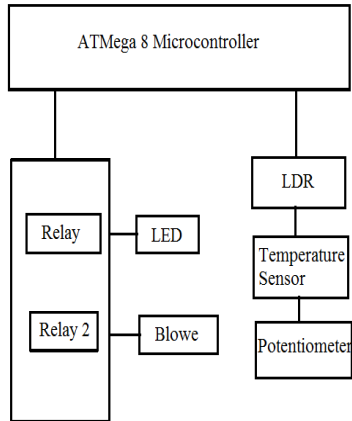 ATMega 8 Microcontroller
LDR
Relay
LED
Temperature
Sensor
Relay 2
Blowe
Potentiometer